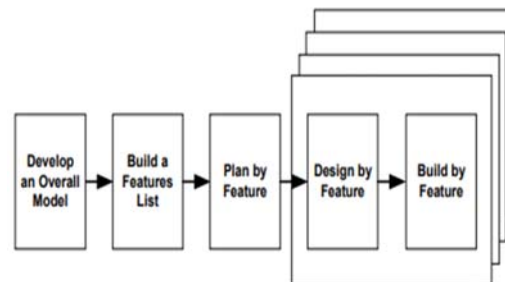 Develop
an Overall
Model
Build a
Features
List
Plan by
Feature
Design by
Feature
Build by
Feature